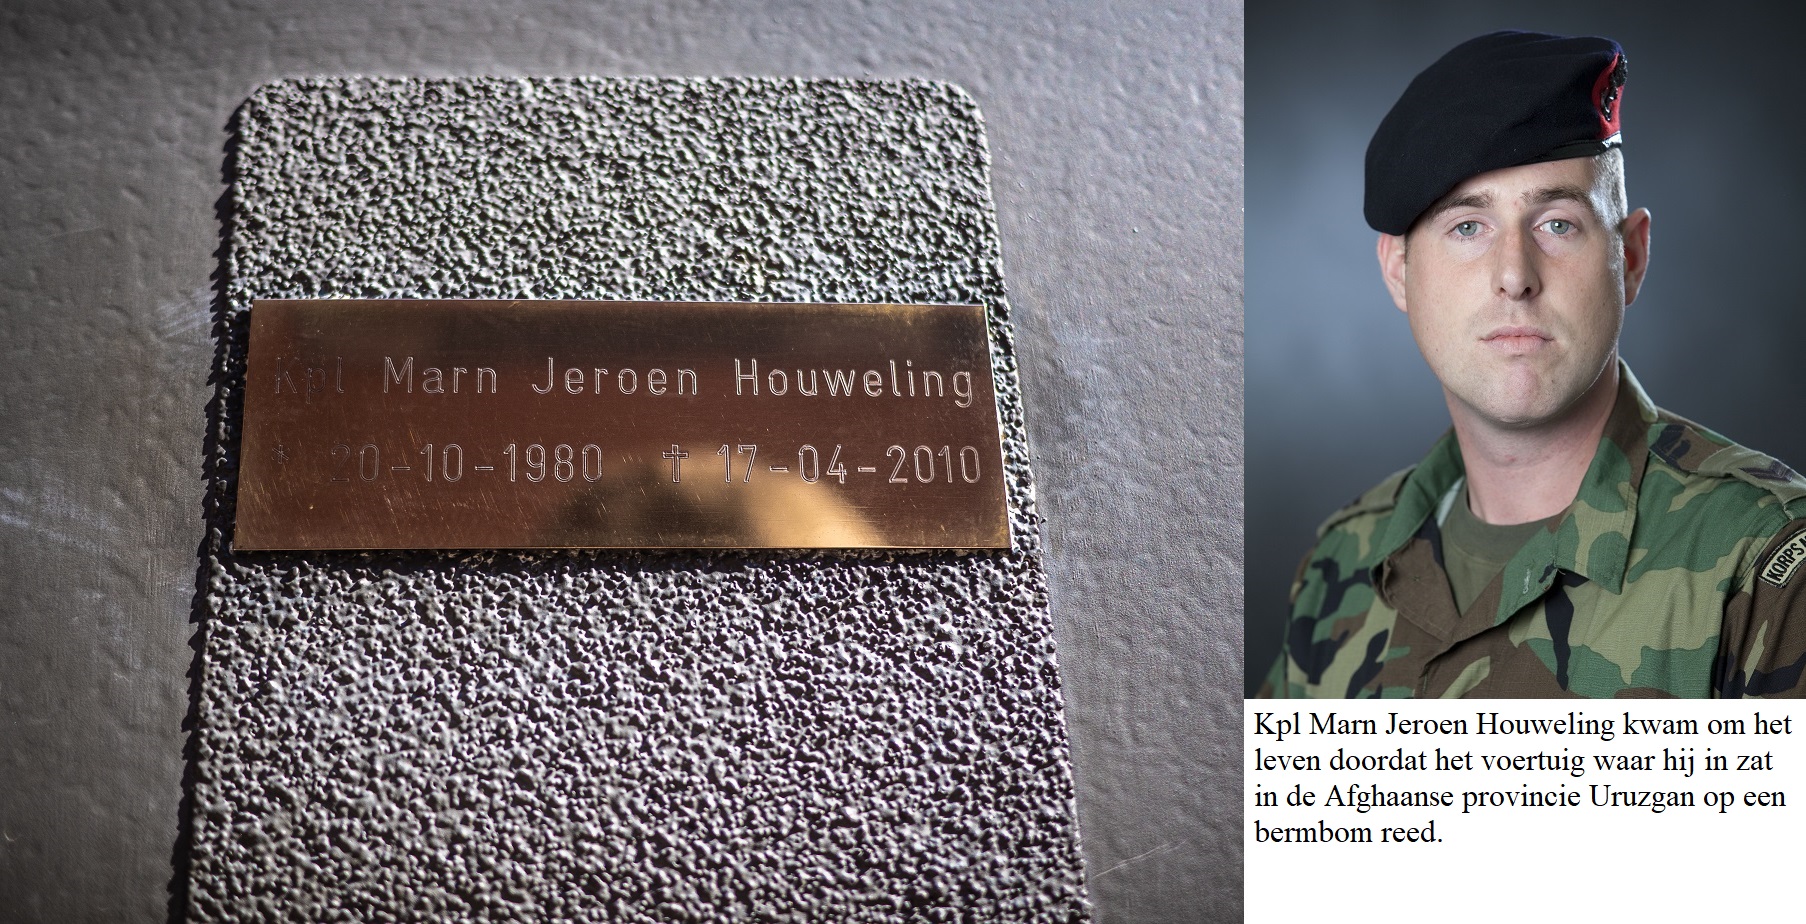 Kpl Marn Jeroen Houweling
* 20-10-1980 † 17-04-2010
KORPS
Kpl Marn Jeroen Houweling kwam om het
leven doordat het voertuig waar hij in zat
in de Afghaanse provincie Uruzgan op een
bermbom reed.